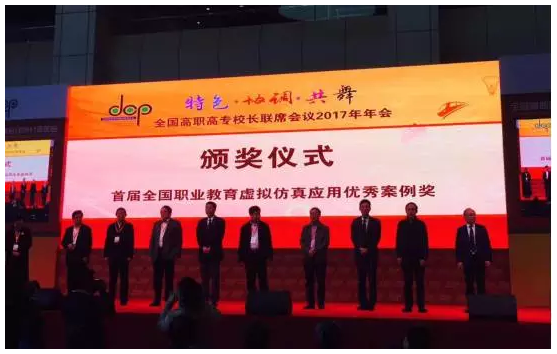 dcp
特色·协调·共舞
全国高职高专校长联席会议2017年年会
颁奖仪式
首届全国职业教育虚拟仿真应用优秀案例奖